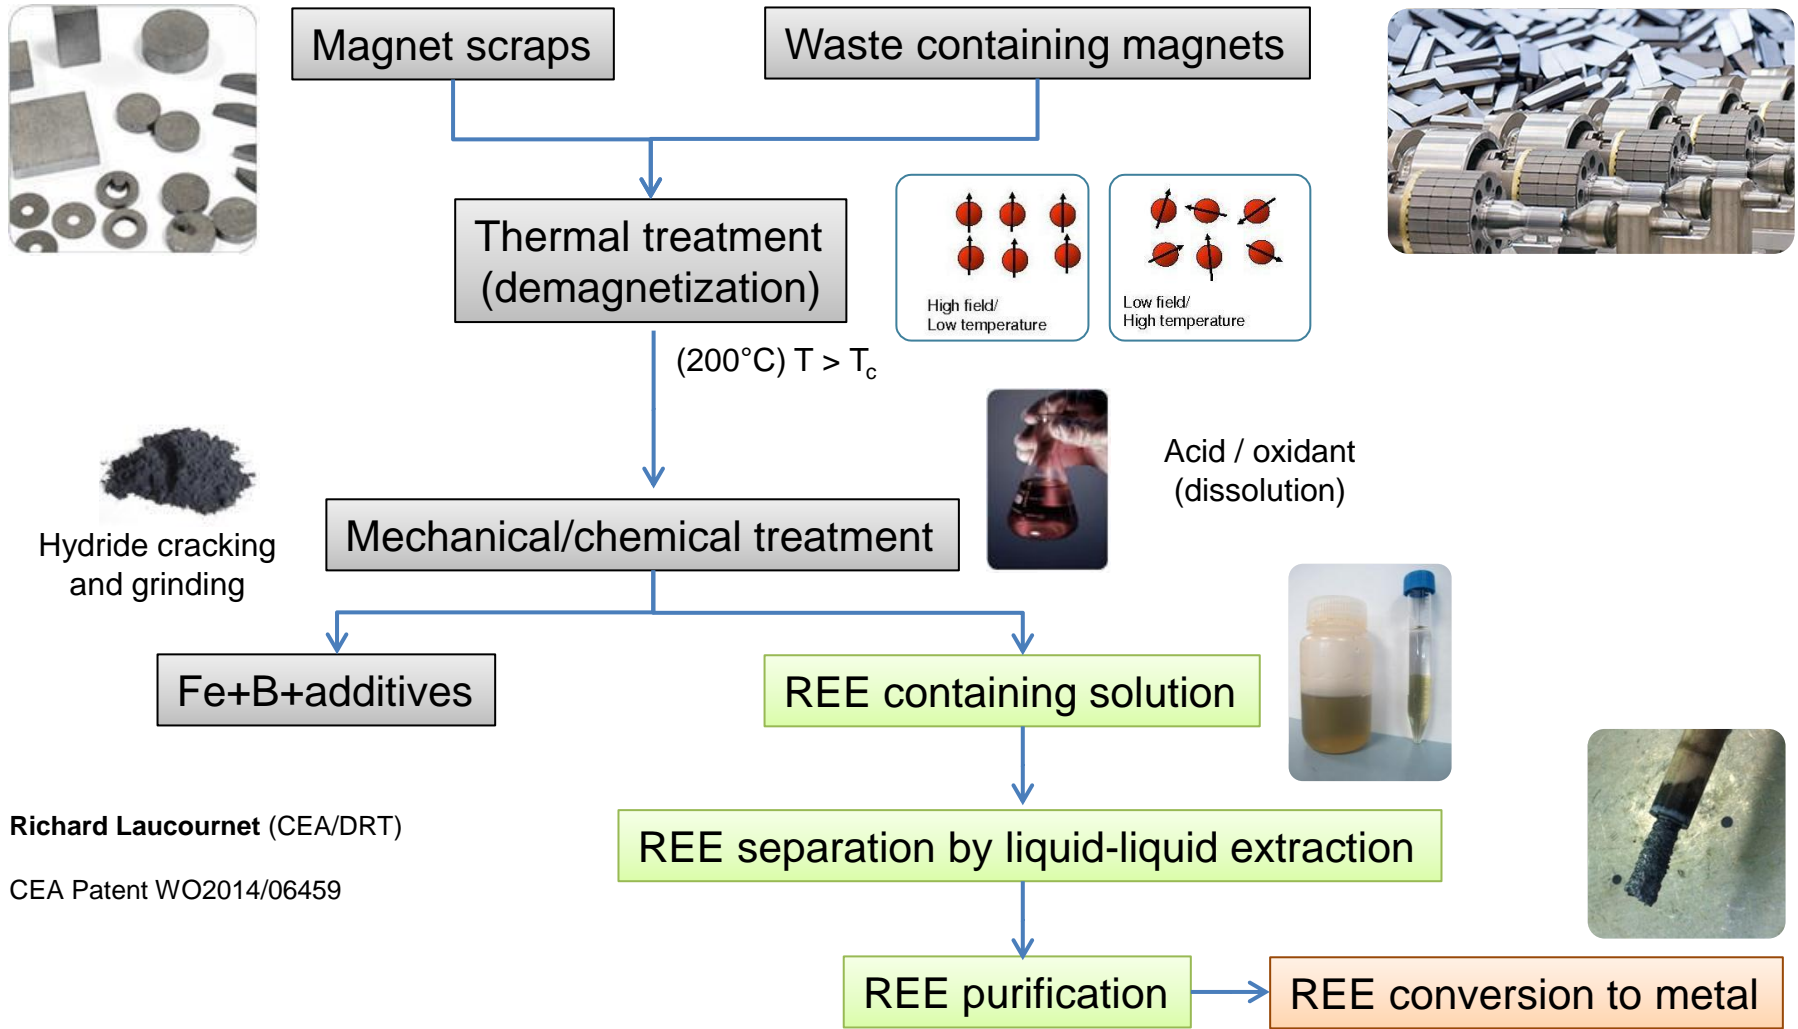 Magnet scraps
Waste containing magnets
Thermal treatment
(demagnetization)
High field/
Low temperature
Low field/
High temperature
(200°C) T > Tc
Acid / oxidant
(dissolution)
Hydride cracking
and grinding
Mechanical/chemical treatment
Fe+B+additives
REE containing solution
Richard Laucournet (CEA/DRT)
REE separation by liquid-liquid extraction
CEA Patent WO2014/06459
REE purification
REE conversion to metal